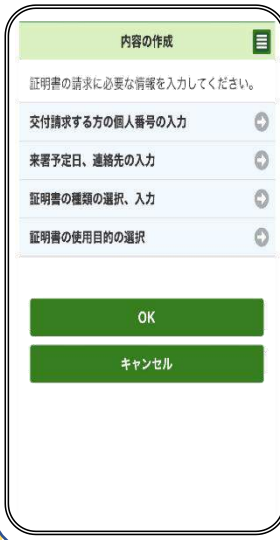 内容の作成
証明書の請求に必要な情報を入力してください。
交付請求する方の個人番号の入力
来署予定日、連絡先の入力
証明書の種類の選択、入力
証明書の使用目的の選択
OK
キャンセル